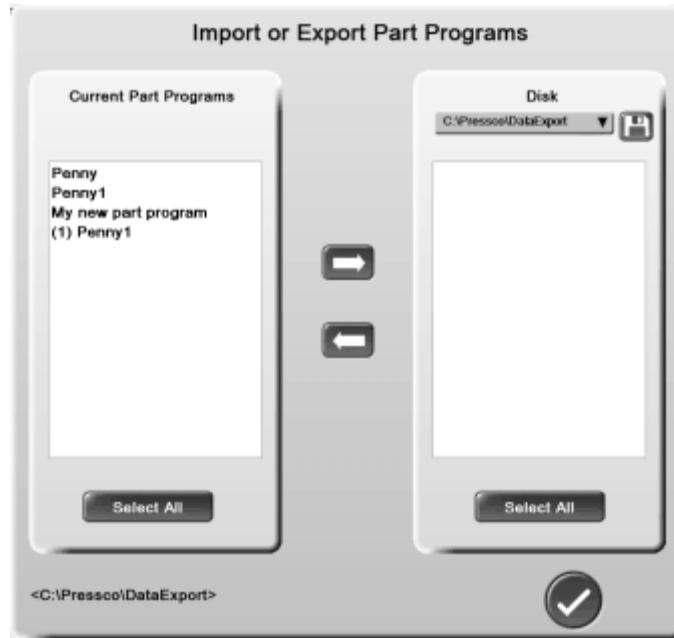 Import or Export Part Programs
Current Part Programs
Penny
Penny1
My new part program
(1) Penny1
Select All
Disk
C:\Pressco\DataExport
Select All
<C:\Pressco\DataExport>